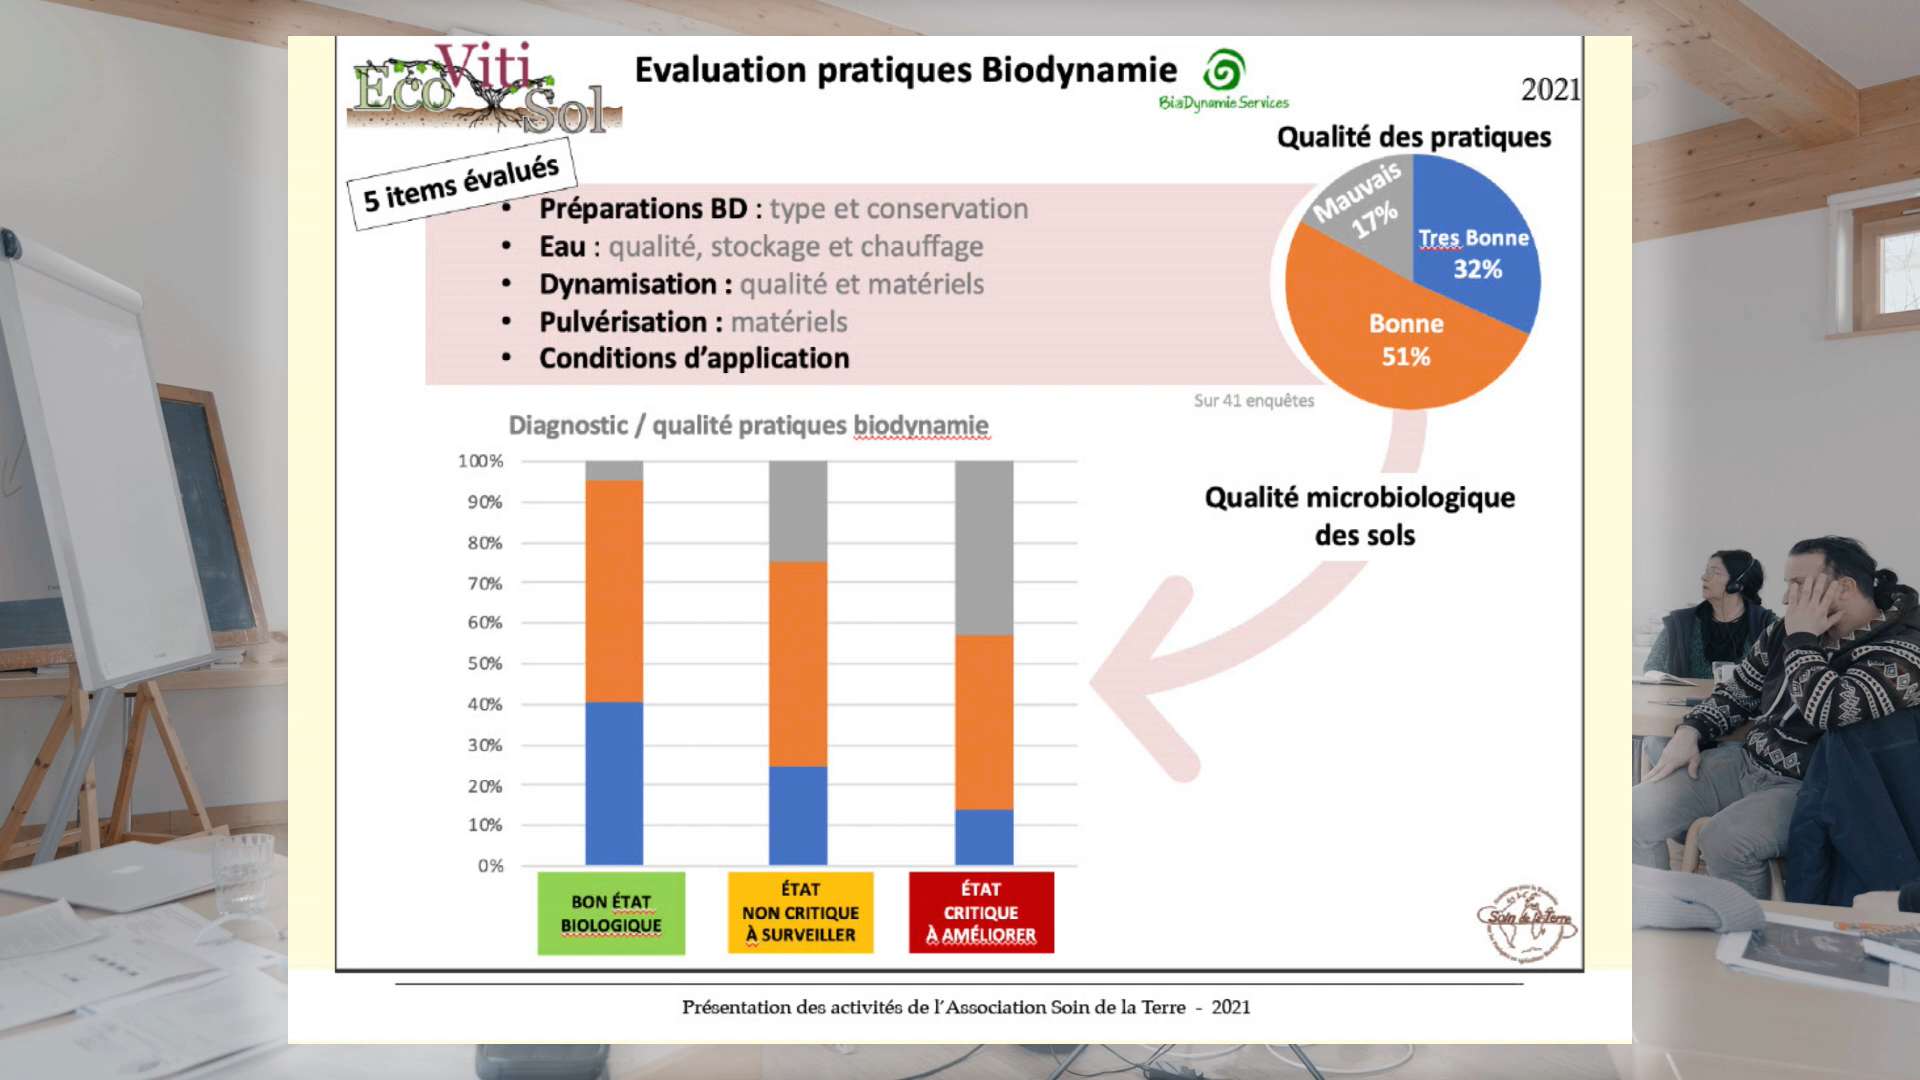 Eco Viti Sol
Evaluation pratiques Biodynamie
BioDynamie Services
2021
5 items évalués
• Préparations BD : type et conservation
• Eau : qualité, stockage et chauffage
• Dynamisation : qualité et matériels
• Pulvérisation : matériels
• Conditions d'application
Qualité des pratiques
Mauvais
17%
Tres Bonne
32%
Bonne
51%
Sur 41 enquêtes
Diagnostic / qualité pratiques biodynamie
100%
90%
80%
70%
60%
50%
40%
30%
20%
10%
0%
BON ÉTAT
BIOLOGIQUE
ÉTAT
NON CRITIQUE
À SURVEILLER
ÉTAT
CRITIQUE
À AMÉLIORER
Qualité microbiologique
des sols
Soin de la Terre
Présentation des activités de l'Association Soin de la Terre - 2021